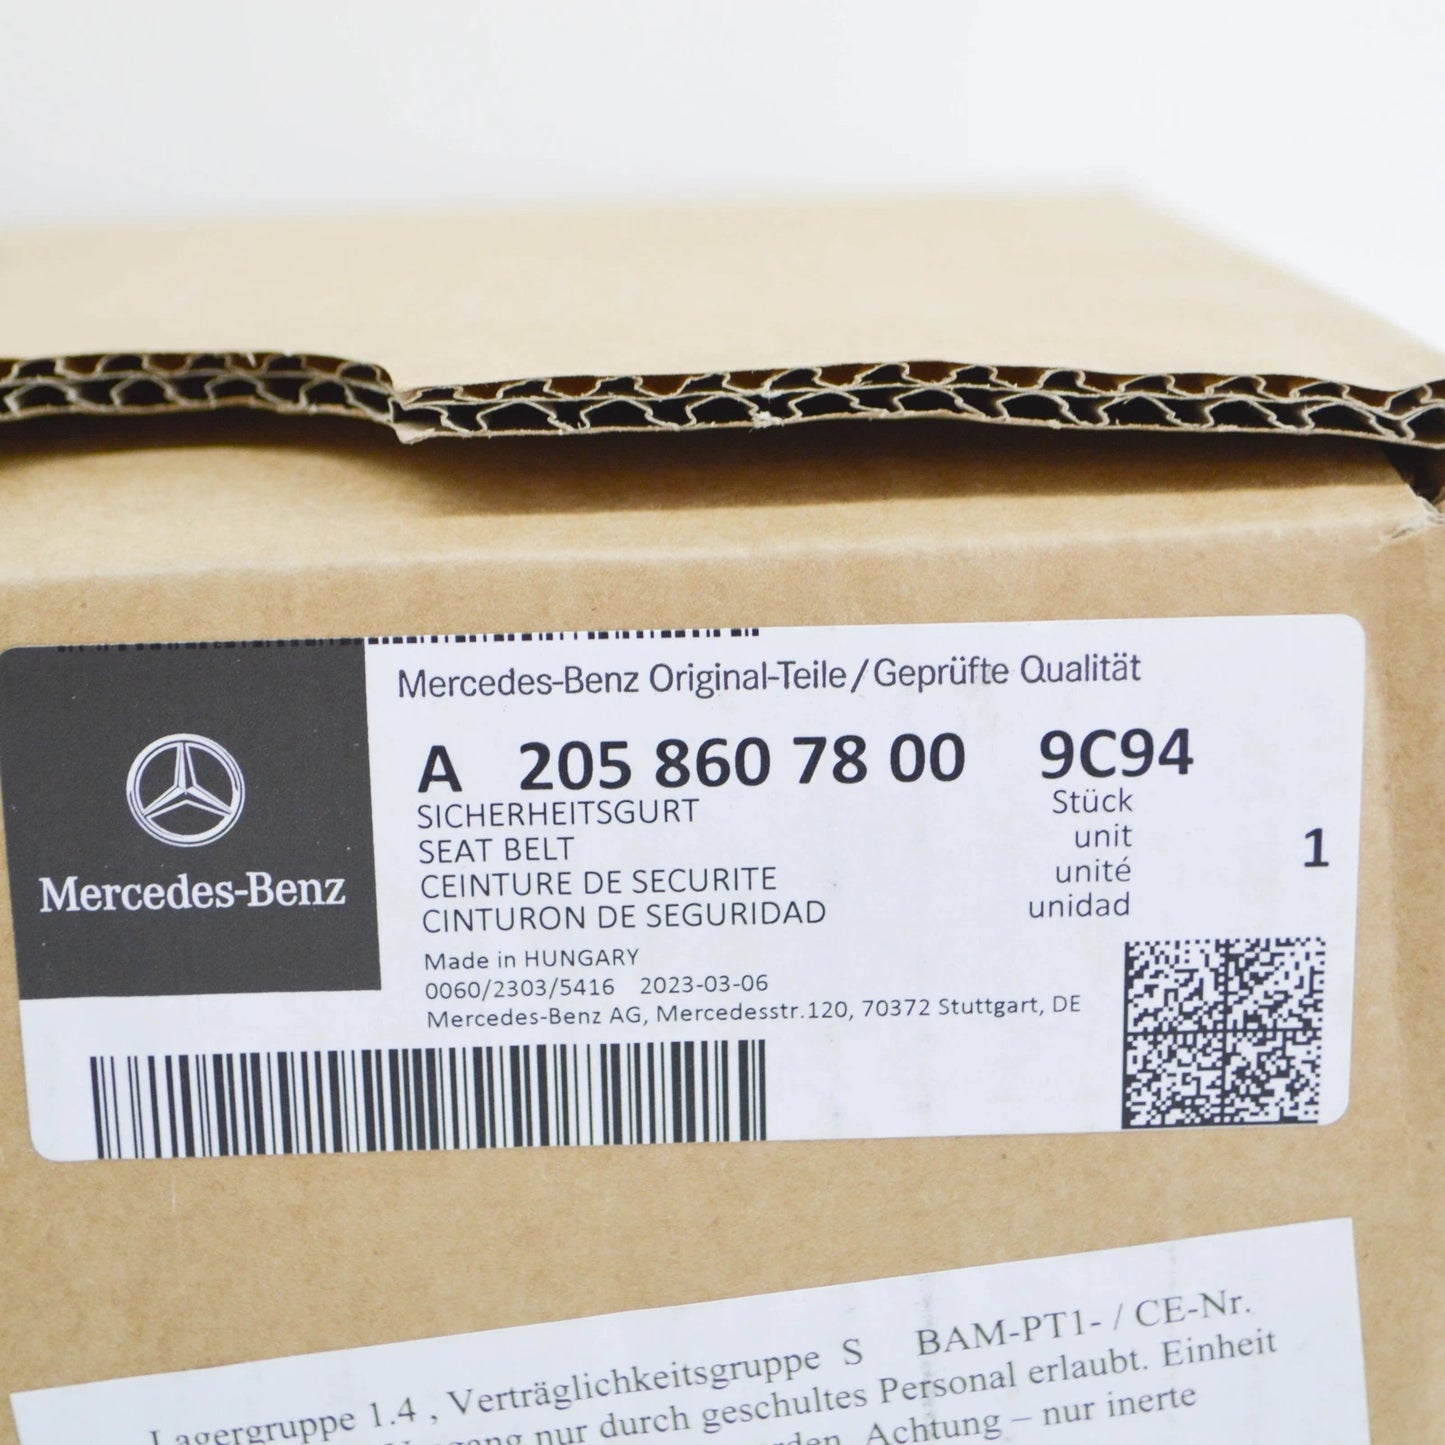 Mercedes-Benz Original-Teile/Geprüfte Qualität
A 205 860 78 00 9C94
SICHERHEITSGURT
SEAT BELT
CEINTURE DE SECURITE
CINTURON DE SEGURIDAD
Stück
unit
unité
unidad
1
Mercedes-Benz
Made in HUNGARY
0060/2303/5416 2023-03-06
Mercedes-Benz AG, Mercedesstr.120, 70372 Stuttgart, DE
Lagergruppe 1.4 , Verträglichkeitsgruppe S BAM-PT1- / CE-Nr.
nur durch geschultes Personal erlaubt. Einheit
Achtung – nur inerte